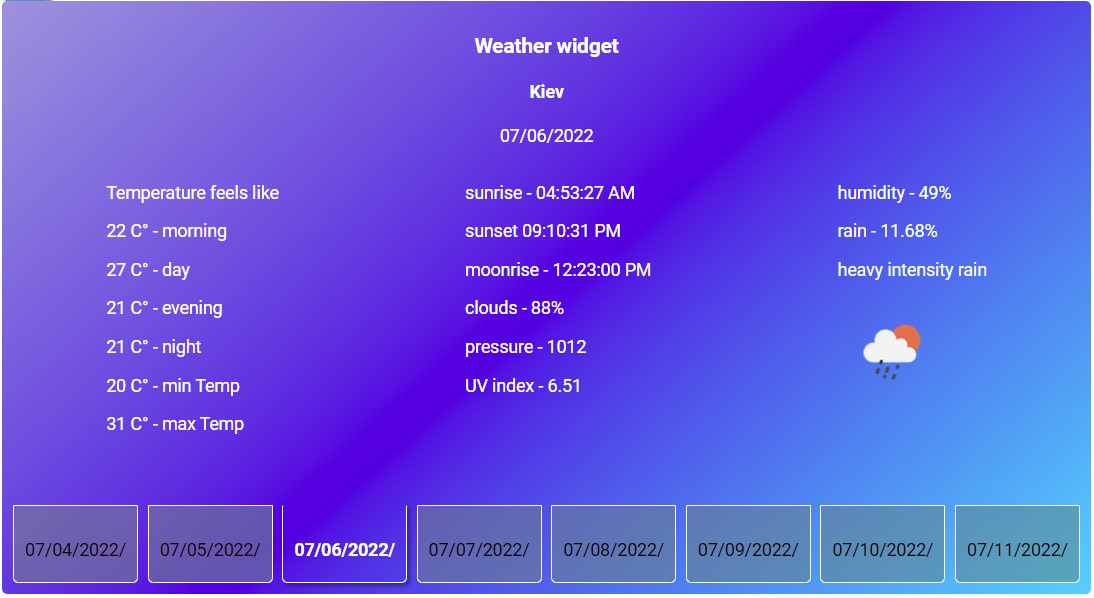 Weather widget
Kiev
07/06/2022
Temperature feels like
22 C° - morning
27 C° - day
21 C° - evening
21 C° - night
20 C° - min Temp
31 C° - max Temp
sunrise - 04:53:27 AM
sunset 09:10:31 PM
moonrise - 12:23:00 PM
clouds - 88%
pressure - 1012
UV index - 6.51
humidity - 49%
rain - 11.68%
heavy intensity rain
07/04/2022/ 07/05/2022/ 07/06/2022/ 07/07/2022/ 07/08/2022/ 07/09/2022/ 07/10/2022/ 07/11/2022/